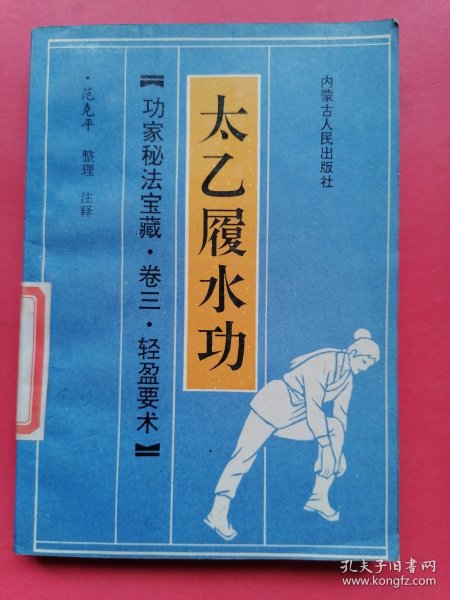 内蒙古人民出版社
太乙履水功
【功家秘法宝藏·卷三·轻盈要术】
·范克平 整理 注释
孔夫子旧书网
www.kongfz.com